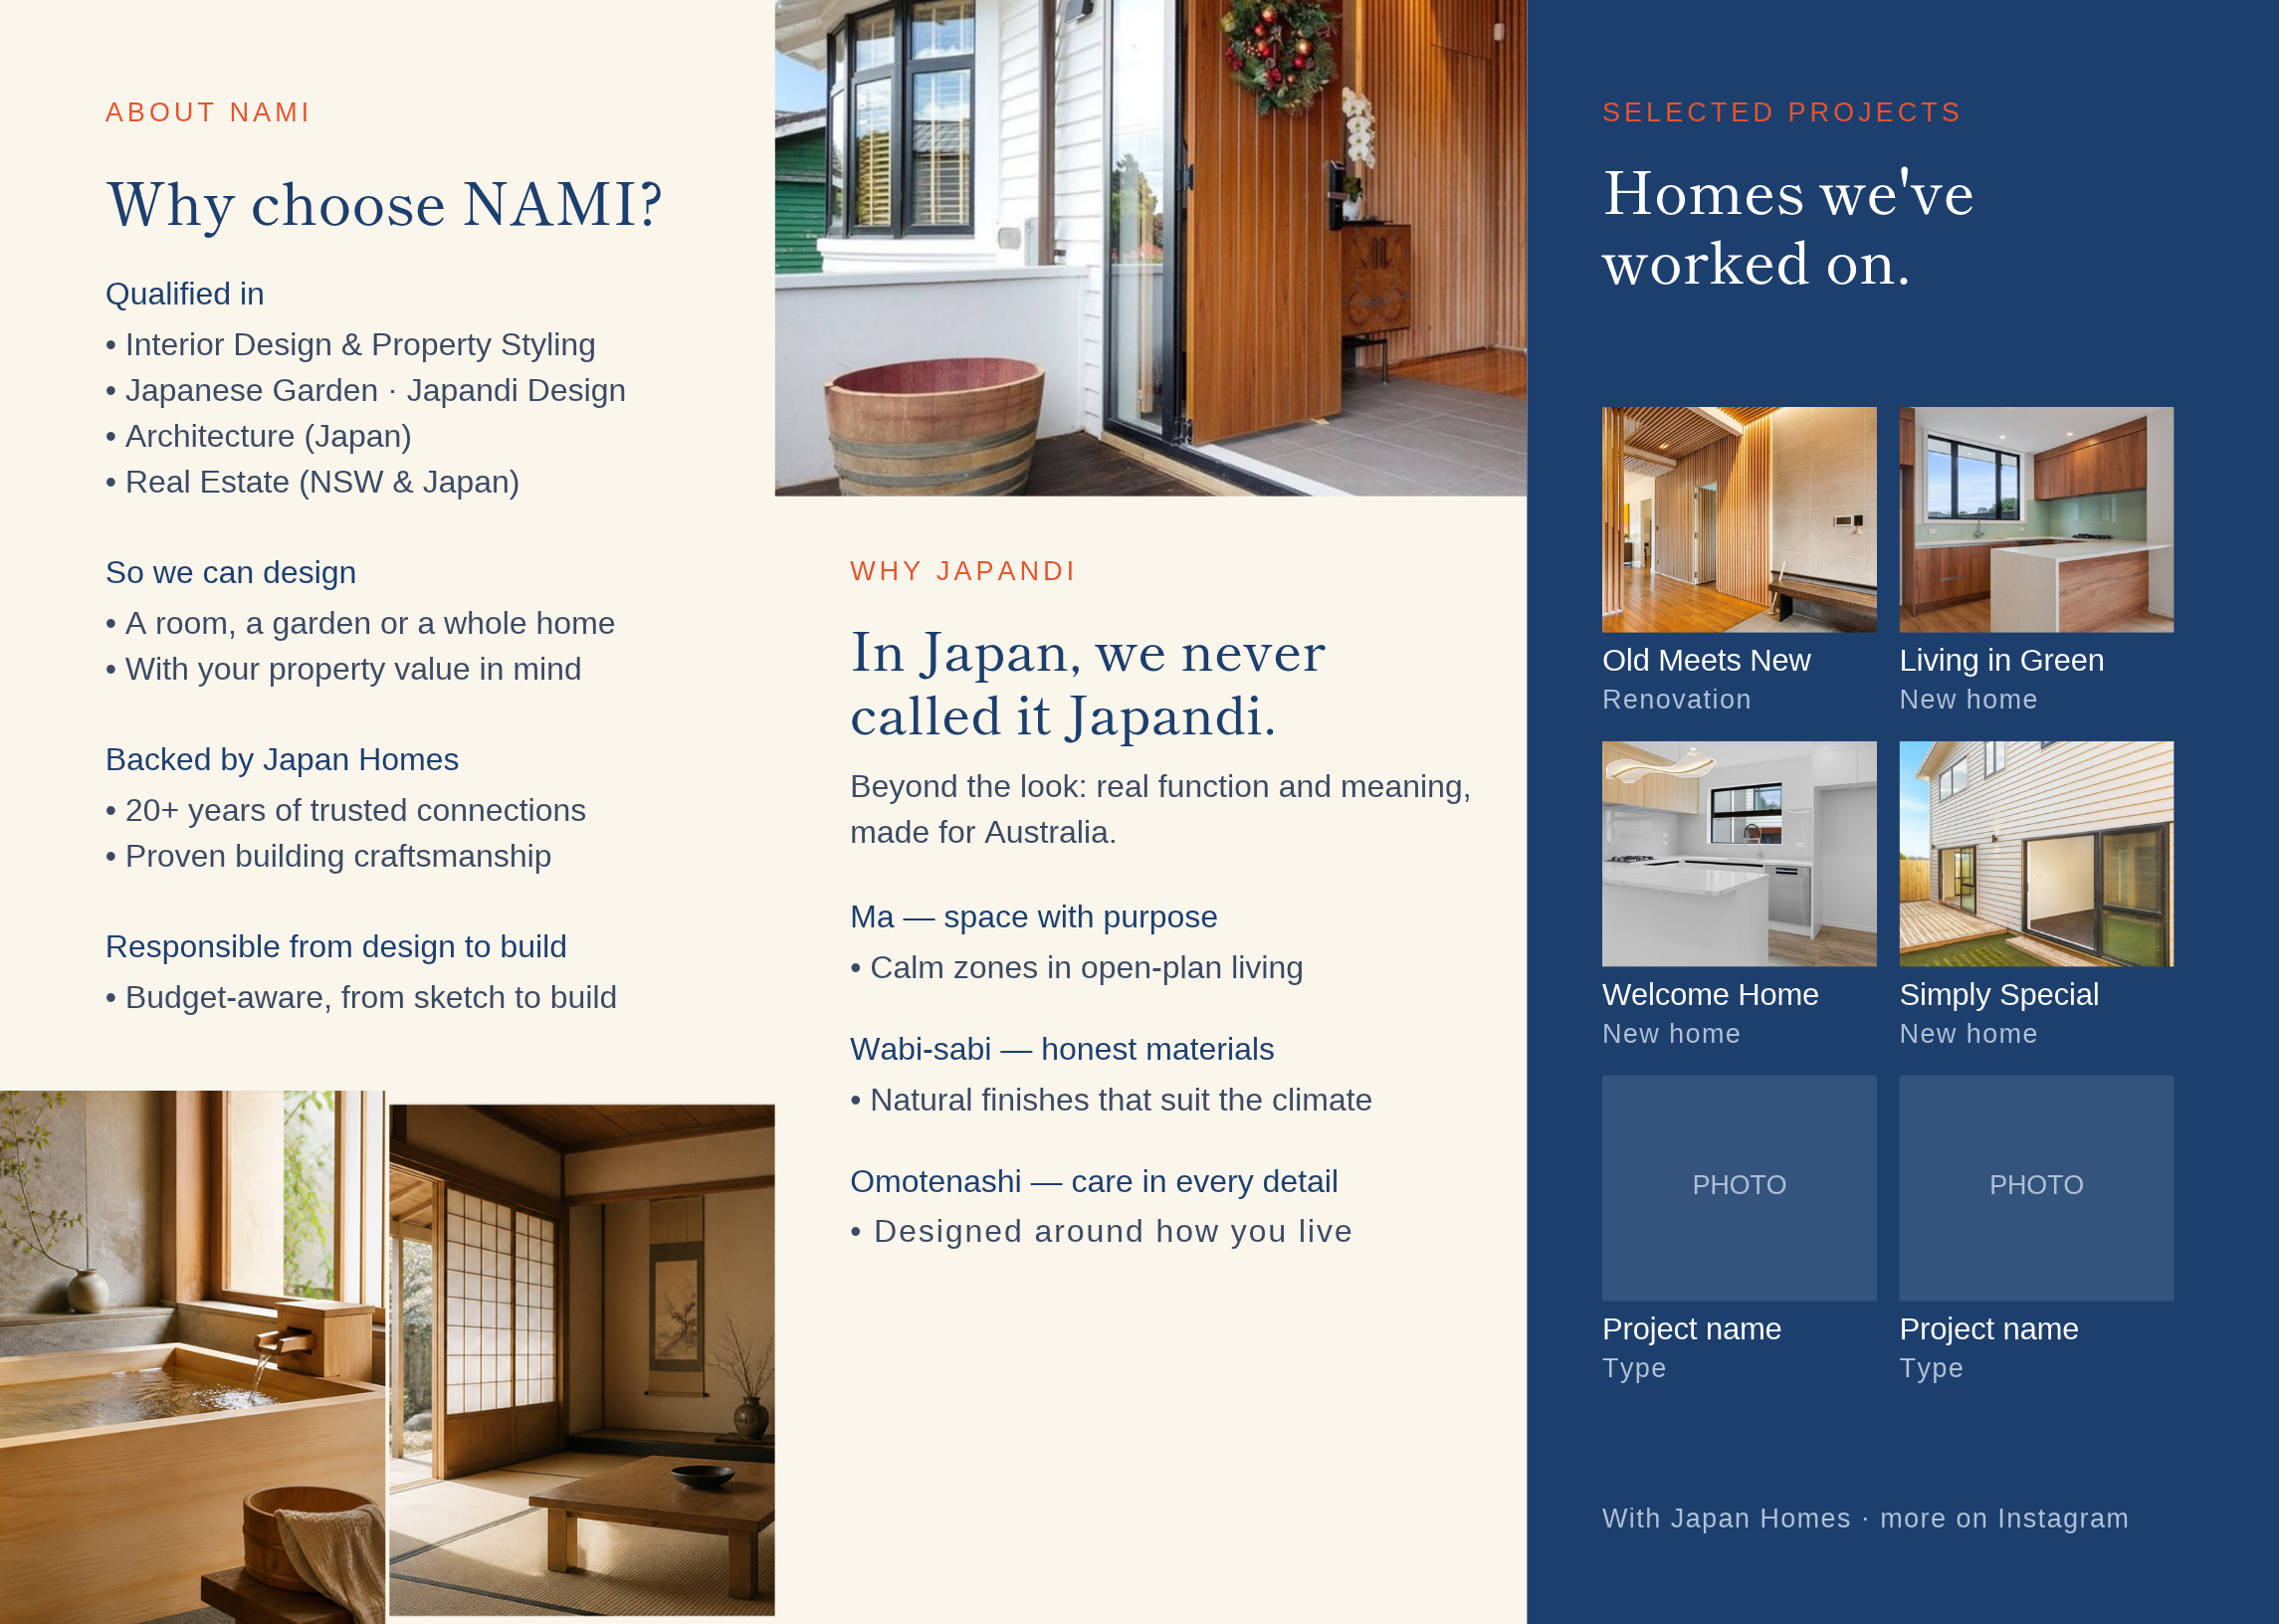 ABOUT NAMI
Why choose NAMI?
Qualified in
• Interior Design & Property Styling
• Japanese Garden · Japandi Design
• Architecture (Japan)
• Real Estate (NSW & Japan)
So we can design
• A room, a garden or a whole home
• With your property value in mind
Backed by Japan Homes
• 20+ years of trusted connections
• Proven building craftsmanship
Responsible from design to build
• Budget-aware, from sketch to build
WHY JAPANDI
In Japan, we never
called it Japandi.
Beyond the look: real function and meaning,
made for Australia.
Ma — space with purpose
• Calm zones in open-plan living
Wabi-sabi — honest materials
• Natural finishes that suit the climate
Omotenashi — care in every detail
• Designed around how you live
SELECTED PROJECTS
Homes we've
worked on.
Old Meets New
Renovation
Living in Green
New home
Welcome Home
New home
Simply Special
New home
PHOTO
Project name
Type
PHOTO
Project name
Type
With Japan Homes · more on Instagram